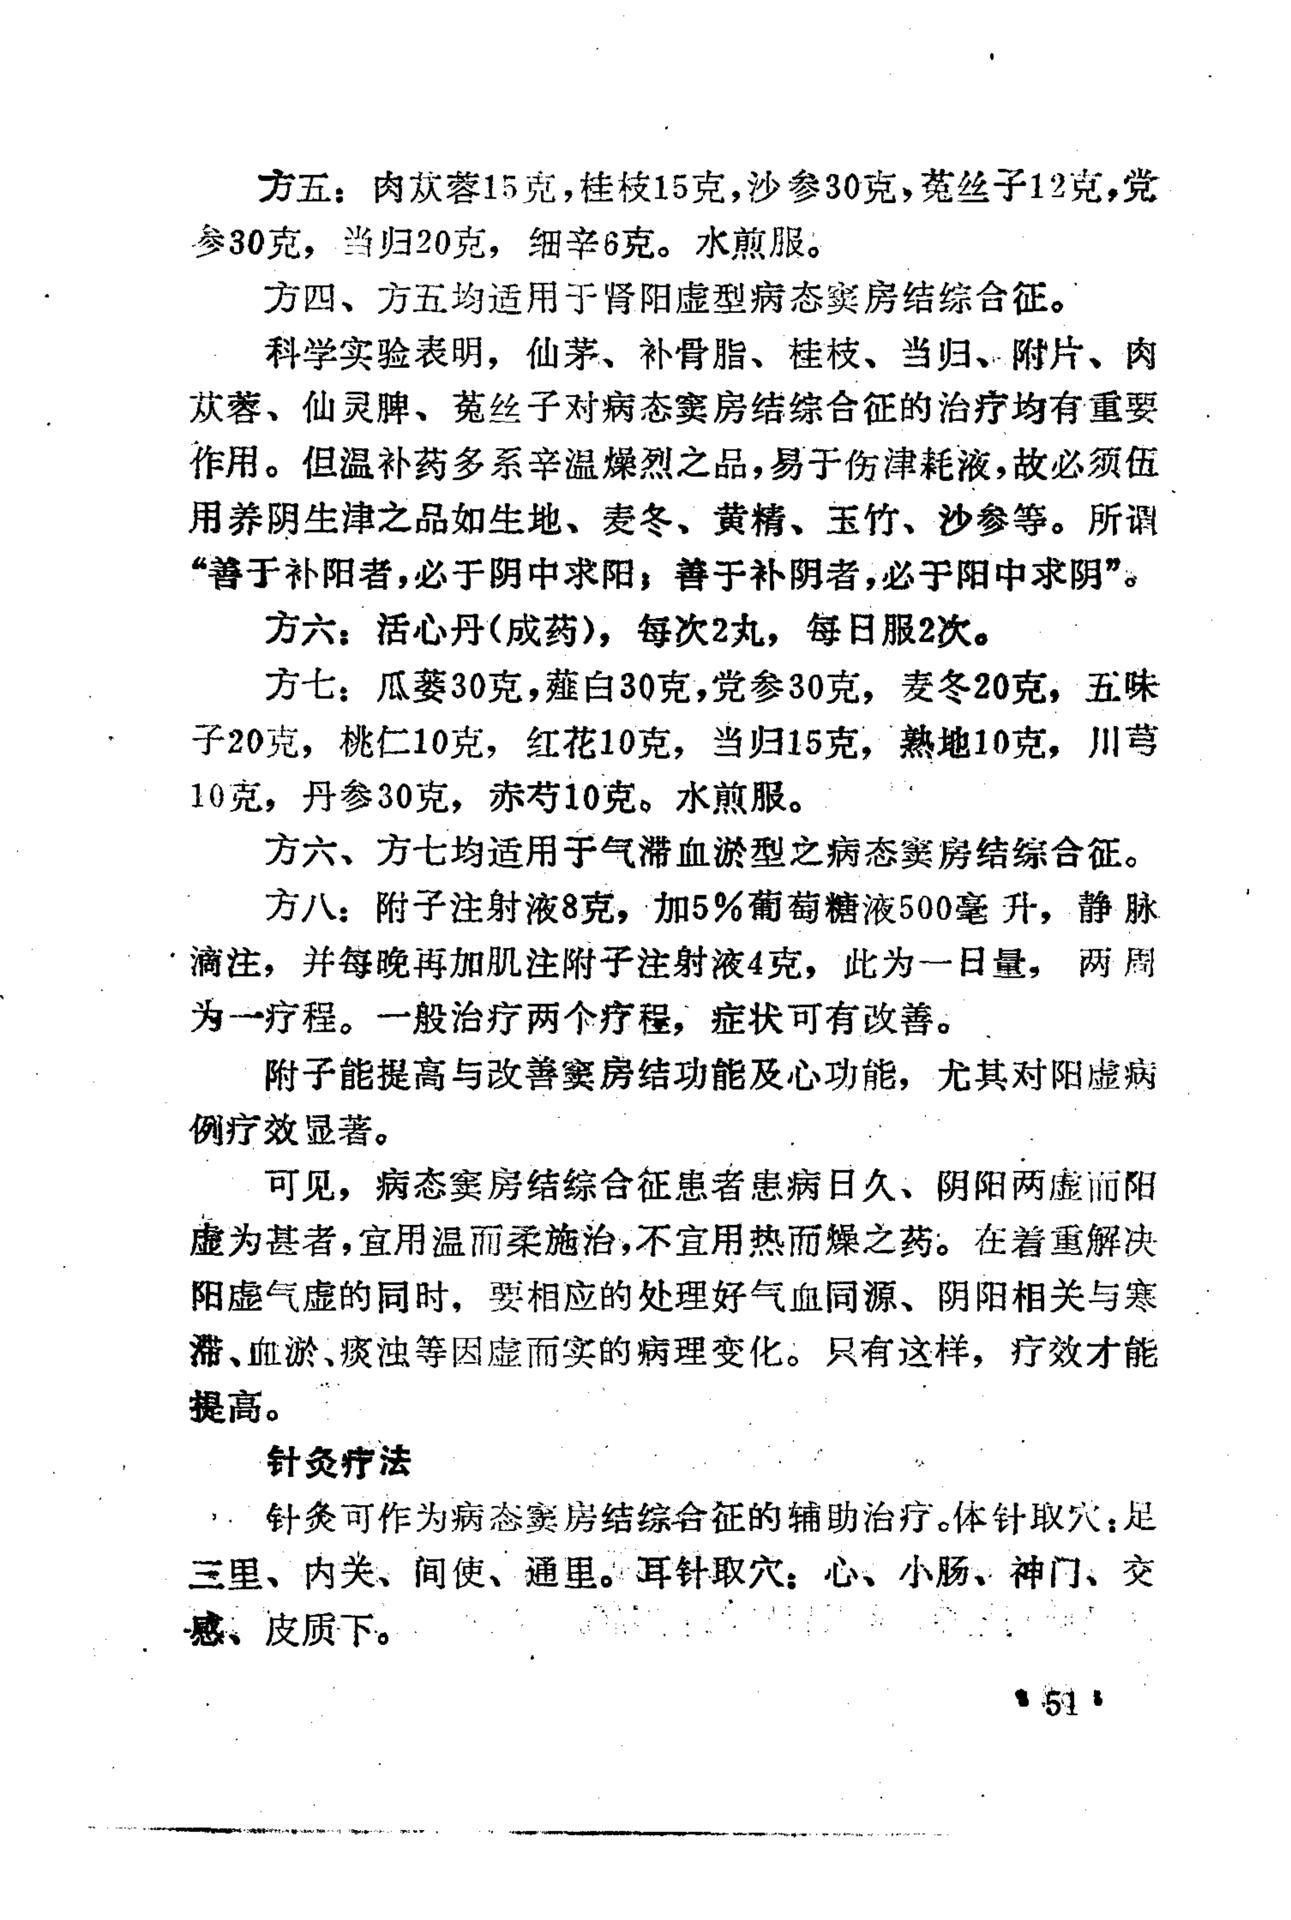 方五：肉苁蓉15克，桂枝15克，沙参30克，菟丝子12克，党
参30克，当归20克，细辛6克。水煎服。
方四、方五均适用于肾阳虚型病态窦房结综合征。
科学实验表明，仙茅、补骨脂、桂枝、当归、附片、肉
苁蓉、仙灵脾、菟丝子对病态窦房结综合征的治疗均有重要
作用。但温补药多系辛温燥烈之品，易于伤津耗液，故必须伍
用养阴生津之品如生地、麦冬、黄精、玉竹、沙参等。所谓
“善于补阳者，必于阴中求阳；善于补阴者，必于阳中求阴”。
方六：活心丹（成药），每次2丸，每日服2次。
方七：瓜蒌30克，薤白30克，党参30克，麦冬20克，五味
子20克，桃仁10克，红花10克，当归15克，熟地10克，川芎
10克，丹参30克，赤芍10克。水煎服。
方六、方七均适用于气滞血淤型之病态窦房结综合征。
方八：附子注射液8克，加5%葡萄糖液500毫升，静脉
滴注，并每晚再加肌注附子注射液4克，此为一日量，两周
为一疗程。一般治疗两个疗程，症状可有改善。
附子能提高与改善窦房结功能及心功能，尤其对阳虚病
例疗效显著。
可见，病态窦房结综合征患者患病日久、阴阳两虚而阳
虚为甚者，宜用温而柔施治，不宜用热而燥之药。在着重解决
阳虚气虚的同时，要相应的处理好气血同源、阴阳相关与寒
滞、血淤、痰浊等因虚而实的病理变化。只有这样，疗效才能
提高。
针灸疗法
针灸可作为病态窦房结综合征的辅助治疗。体针取穴：足
三里、内关、间使、通里。耳针取穴：心、小肠、神门、交
感、皮质下。
51